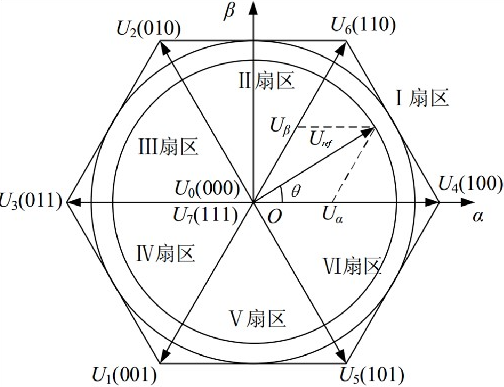 β
U₂(010)
U₆(110)
Ⅱ扇区
Ⅰ扇区
Uβ
U_ref
Ⅲ扇区
U₀(000)
θ
U₃(011)
U₄(100)
U₇(111)
O
Uα
α
Ⅳ扇区
Ⅵ扇区
Ⅴ扇区
U₁(001)
U₅(101)